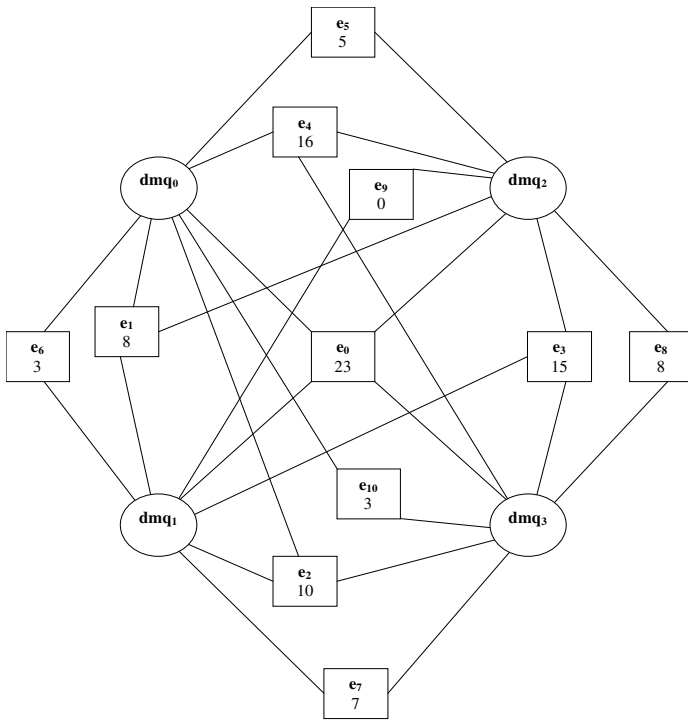 e₅
5
e₄
16
dmq₀
e₉
0
dmq₂
e₁
8
e₆
3
e₀
23
e₃
15
e₈
8
e₁₀
3
dmq₁
dmq₃
e₂
10
e₇
7